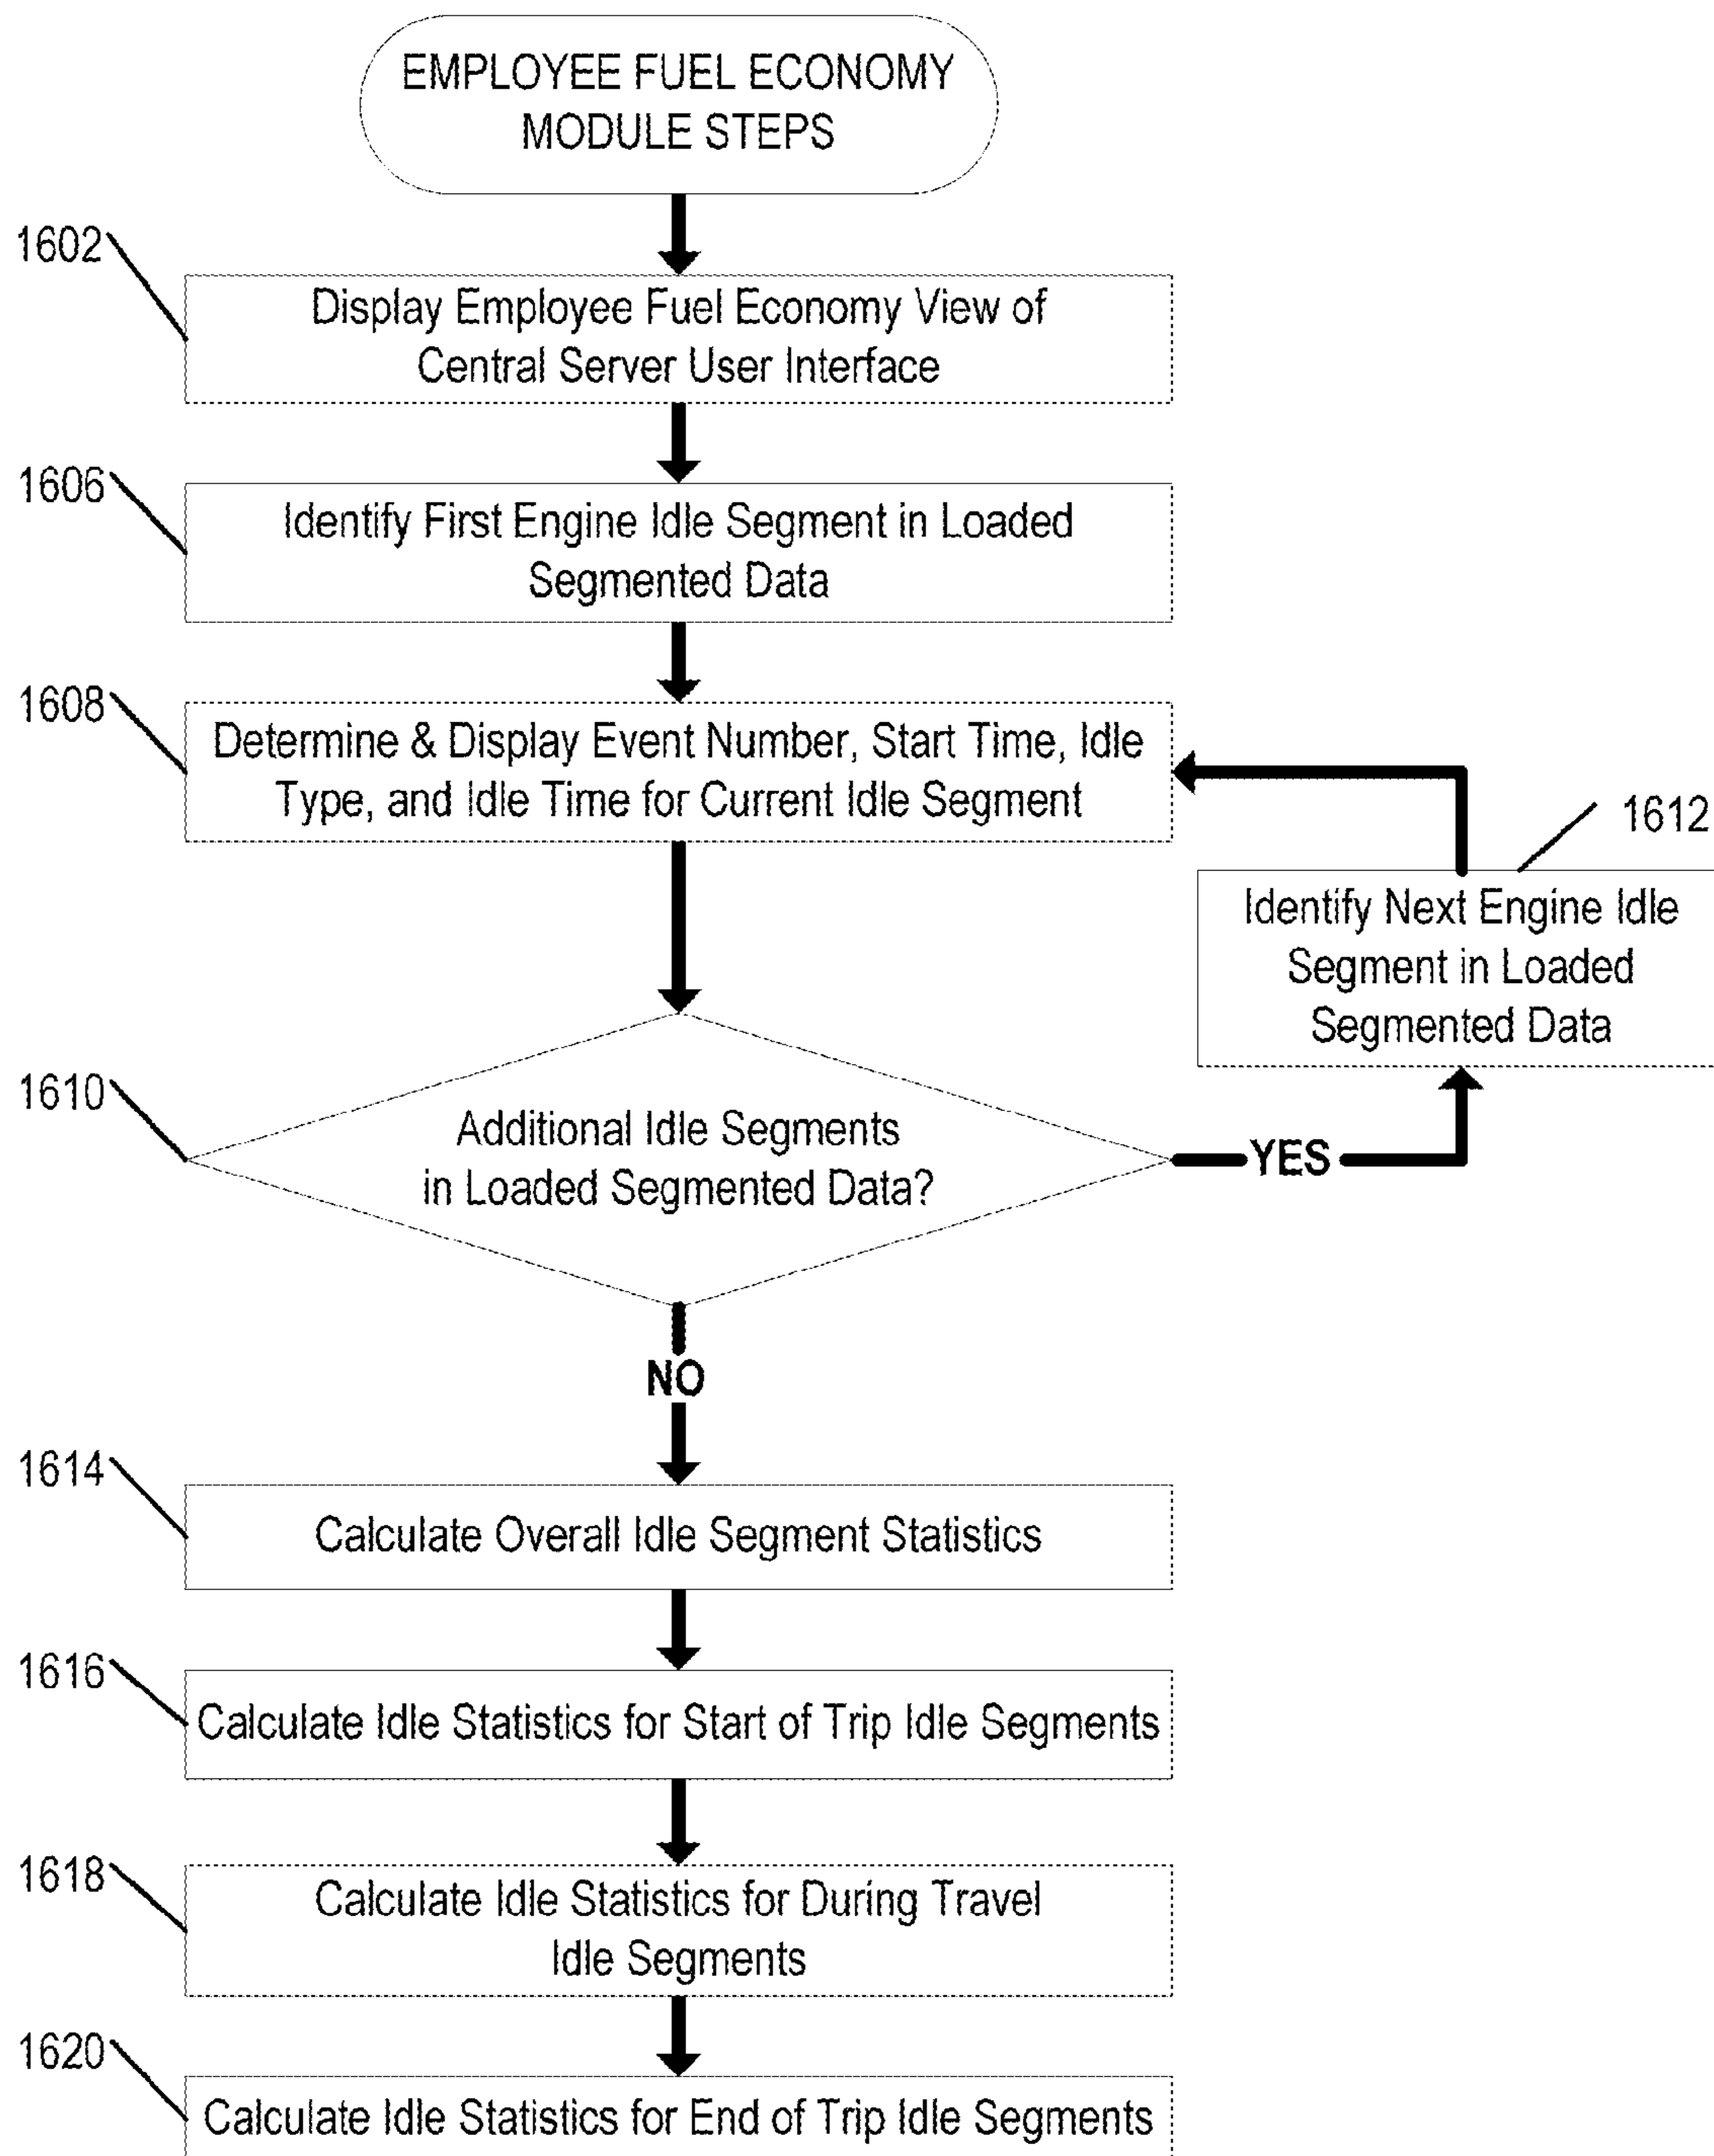 EMPLOYEE FUEL ECONOMY
MODULE STEPS
1602
Display Employee Fuel Economy View of
Central Server User Interface
1606
Identify First Engine Idle Segment in Loaded
Segmented Data
1608
Determine & Display Event Number, Start Time, Idle
Type, and Idle Time for Current Idle Segment
1612
Identify Next Engine Idle
Segment in Loaded
Segmented Data
1610
Additional Idle Segments
in Loaded Segmented Data?
YES
NO
1614
Calculate Overall Idle Segment Statistics
1616
Calculate Idle Statistics for Start of Trip Idle Segments
1618
Calculate Idle Statistics for During Travel
Idle Segments
1620
Calculate Idle Statistics for End of Trip Idle Segments